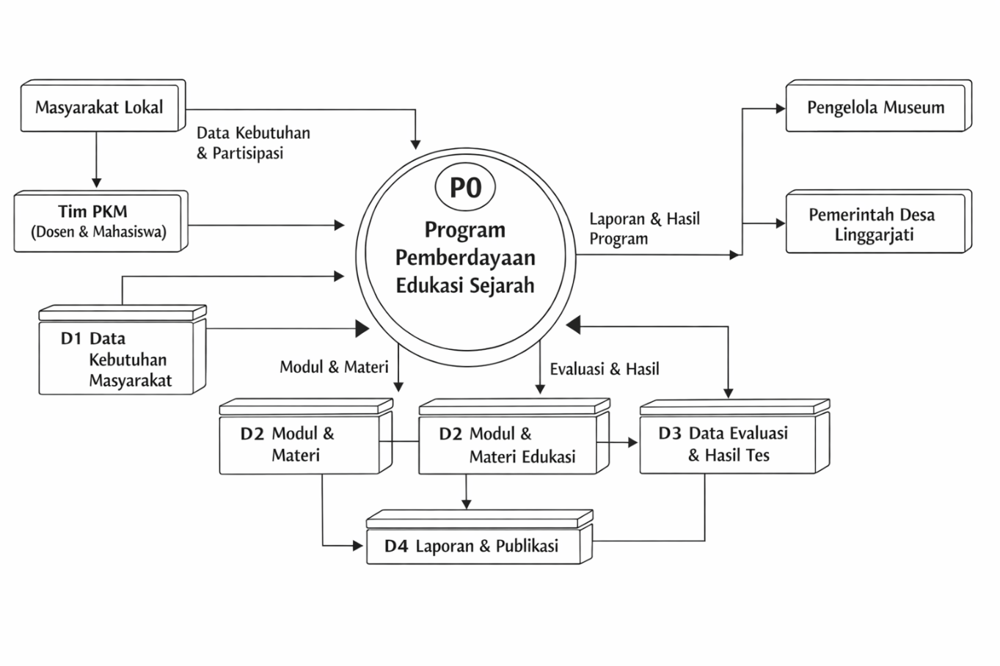 Masyarakat Lokal
Data Kebutuhan
& Partisipasi
Tim PKM
(Dosen & Mahasiswa)
D1 Data
Kebutuhan
Masyarakat
P0
Program
Pemberdayaan
Edukasi Sejarah
Laporan & Hasil
Program
Pengelola Museum
Pemerintah Desa
Linggarjati
Modul & Materi
Evaluasi & Hasil
D2 Modul &
Materi
D2 Modul &
Materi Edukasi
D3 Data Evaluasi
& Hasil Tes
D4 Laporan & Publikasi